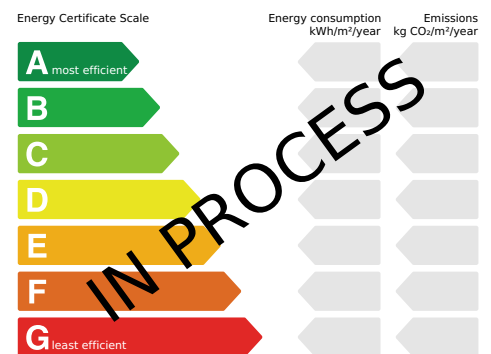 Energy Certificate Scale
Energy consumption
kWh/m²/year
Emissions
kg CO₂/m²/year
A most efficient
B
C
D
E
F
G least efficient
IN PROCESS